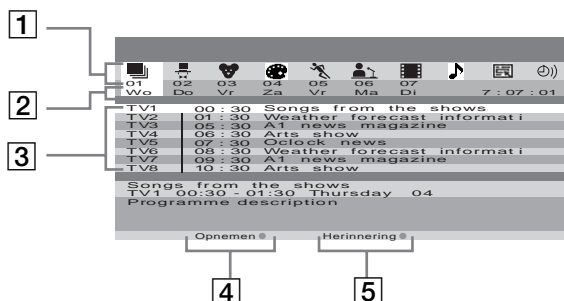 1
01 02 03 04 05 06 07
2
Wo Do Vr Za Vr Ma Di 7 : 07 : 01
3
TV1 00 : 30 Songs from the shows
TV2 01 : 30 Weather forecast informati
TV3 05 : 30 A1 news magazine
TV4 06 : 30 Arts show
TV5 07 : 30 Oclock news
TV6 08 : 30 Weather forecast informati
TV7 09 : 30 A1 news magazine
TV8 10 : 30 Arts show
Songs from the shows
TV1 00:30 - 01:30 Thursday 04
Programme description
Opnemen Herinnering
4 5